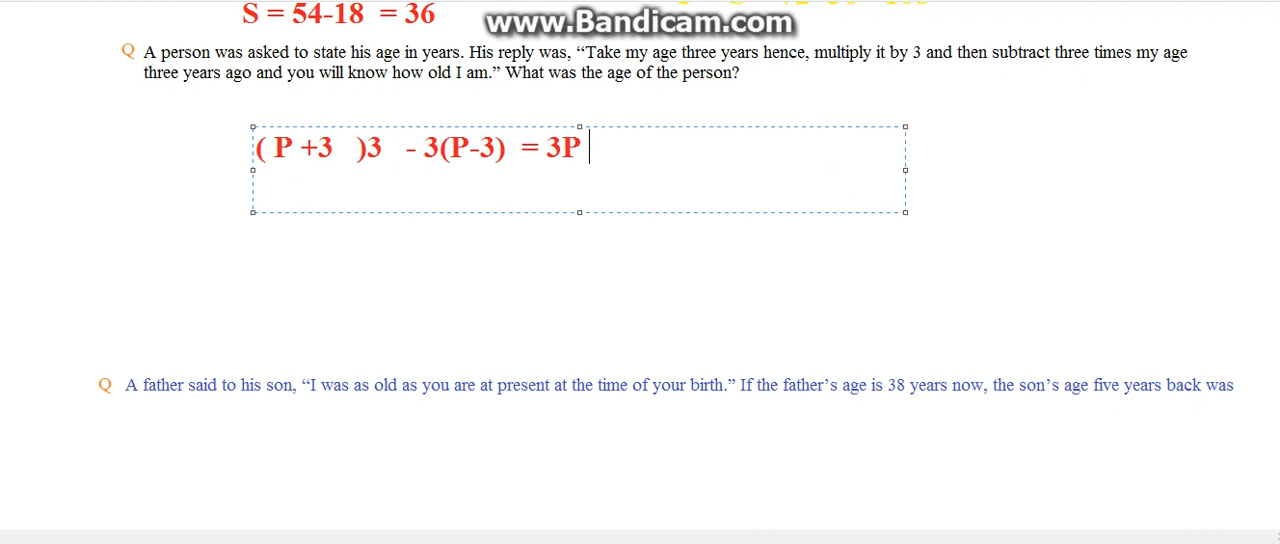 S = 54-18 = 36
www.Bandicam.com
Q A person was asked to state his age in years. His reply was, “Take my age three years hence, multiply it by 3 and then subtract three times my age
three years ago and you will know how old I am.” What was the age of the person?
( P +3 )3 - 3(P-3) = 3P
Q A father said to his son, “I was as old as you are at present at the time of your birth.” If the father’s age is 38 years now, the son’s age five years back was